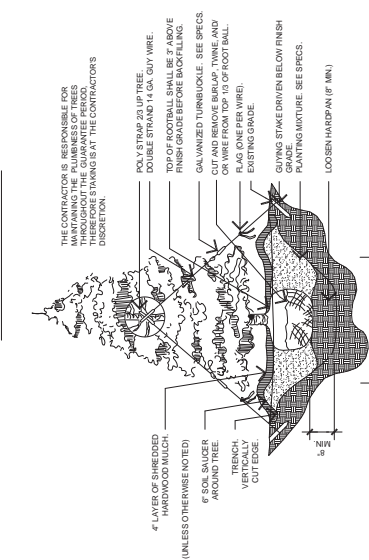 THE CONTRACTOR IS RESPONSIBLE FOR
MAINTAINING THE PLUMBNESS OF TREES
THROUGHOUT THE GUARANTEE PERIOD,
THEREFORE STAKING IS AT THE CONTRACTOR'S
DISCRETION.
POLY STRAP 2/3 UP TREE.
DOUBLE STRAND 14 GA. GUY WIRE.
TOP OF ROOTBALL SHALL BE 3" ABOVE
FINISH GRADE BEFORE BACKFILLING.
GALVANIZED TURNBUCKLE. SEE SPECS.
CUT AND REMOVE BURLAP, TWINE, AND/
OR WIRE FROM TOP 1/3 OF ROOT BALL.
FLAG (ONE PER WIRE).
EXISTING GRADE.
GUYING STAKE DRIVEN BELOW FINISH
GRADE.
PLANTING MIXTURE. SEE SPECS.
LOOSEN HARDPAN (8" MIN.)
4" LAYER OF SHREDDED
HARDWOOD MULCH.
(UNLESS OTHERWISE NOTED)
6" SOIL SAUCER
AROUND TREE.
TRENCH.
VERTICALLY
CUT EDGE.
8"
MIN.